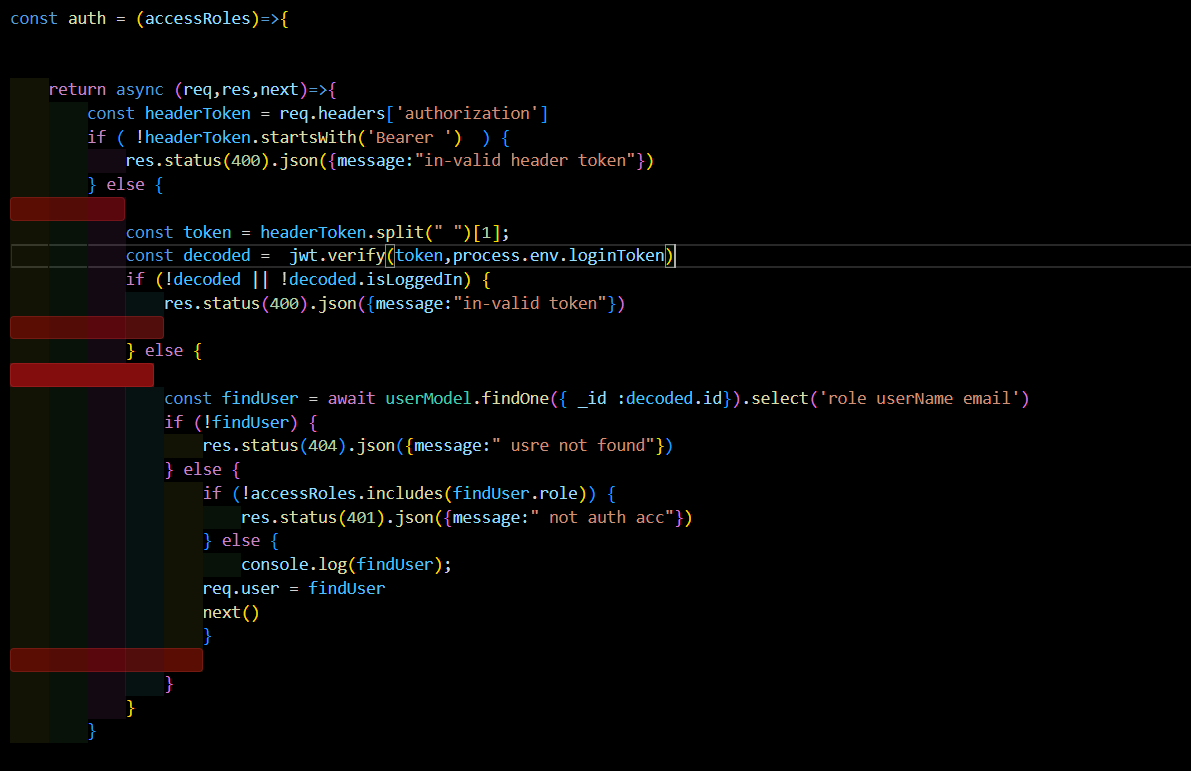 const auth = (accessRoles)=>{
return async (req,res,next)=>{
const headerToken = req.headers['authorization']
if ( !headerToken.startsWith('Bearer ')  ) {
res.status(400).json({message:"in-valid header token"})
} else {
const token = headerToken.split(" ")[1];
const decoded =  jwt.verify(token,process.env.loginToken)
if (!decoded || !decoded.isLoggedIn) {
res.status(400).json({message:"in-valid token"})
} else {
const findUser = await userModel.findOne({ _id :decoded.id}).select('role userName email')
if (!findUser) {
res.status(404).json({message:" usre not found"})
} else {
if (!accessRoles.includes(findUser.role)) {
res.status(401).json({message:" not auth acc"})
} else {
console.log(findUser);
req.user = findUser
next()
}
}
}
}